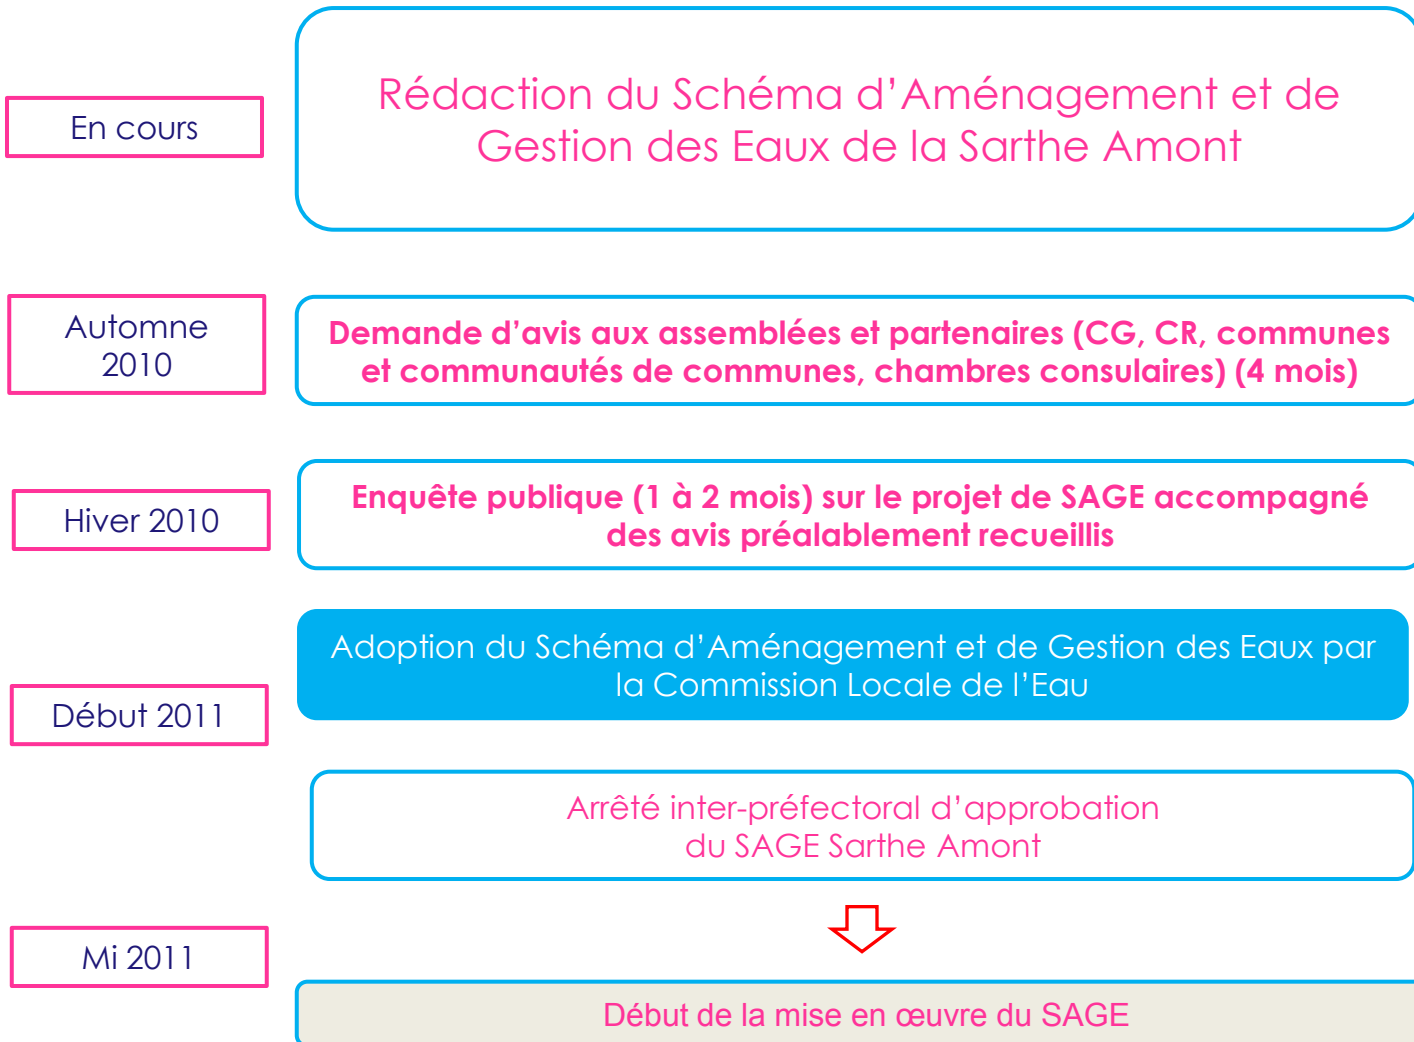 En cours
Rédaction du Schéma d’Aménagement et de
Gestion des Eaux de la Sarthe Amont
Automne
2010
Demande d’avis aux assemblées et partenaires (CG, CR, communes
et communautés de communes, chambres consulaires) (4 mois)
Hiver 2010
Enquête publique (1 à 2 mois) sur le projet de SAGE accompagné
des avis préalablement recueillis
Début 2011
Adoption du Schéma d’Aménagement et de Gestion des Eaux par
la Commission Locale de l’Eau
Arrêté inter-préfectoral d’approbation
du SAGE Sarthe Amont
Mi 2011
Début de la mise en œuvre du SAGE